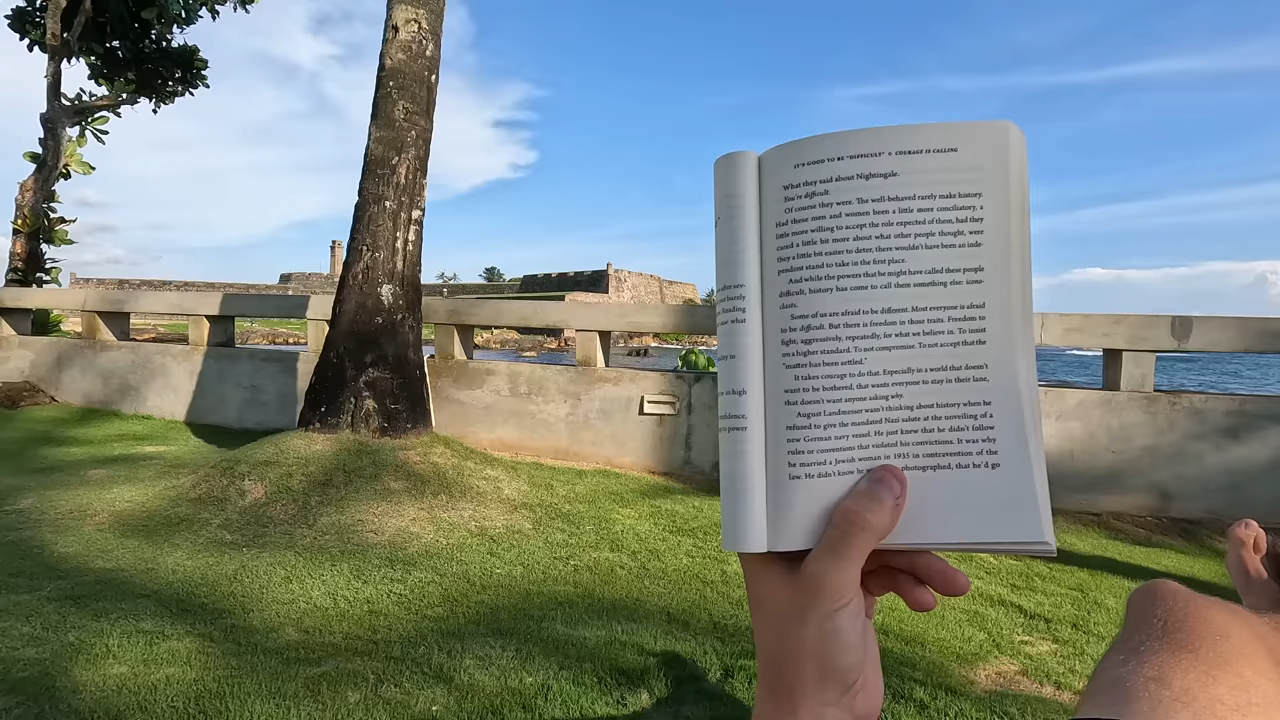 IT'S GOOD TO BE "DIFFICULT" ◊ COURAGE IS CALLING
What they said about Nightingale.
You're difficult.
Of course they were. The well-behaved rarely make history.
Had these men and women been a little more conciliatory, a
little more willing to accept the role expected of them, had they
cared a little bit more about what other people thought, were
they a little bit easier to deter, there wouldn't have been an inde-
pendent stand to take in the first place.
And while the powers that be might have called these people
difficult, history has come to call them something else: icono-
clasts.
Some of us are afraid to be different. Most everyone is afraid
to be difficult. But there is freedom in those traits. Freedom to
fight, aggressively, repeatedly, for what we believe in. To insist
on a higher standard. To not compromise. To not accept that the
"matter has been settled."
It takes courage to do that. Especially in a world that doesn't
want to be bothered, that wants everyone to stay in their lane,
that doesn't want anyone asking why.
August Landmesser wasn't thinking about history when he
refused to give the mandated Nazi salute at the unveiling of a
new German navy vessel. He just knew that he didn't follow
rules or conventions that violated his convictions. It was why
he married a Jewish woman in 1935 in contravention of the
law. He didn't know he photographed, that he'd go